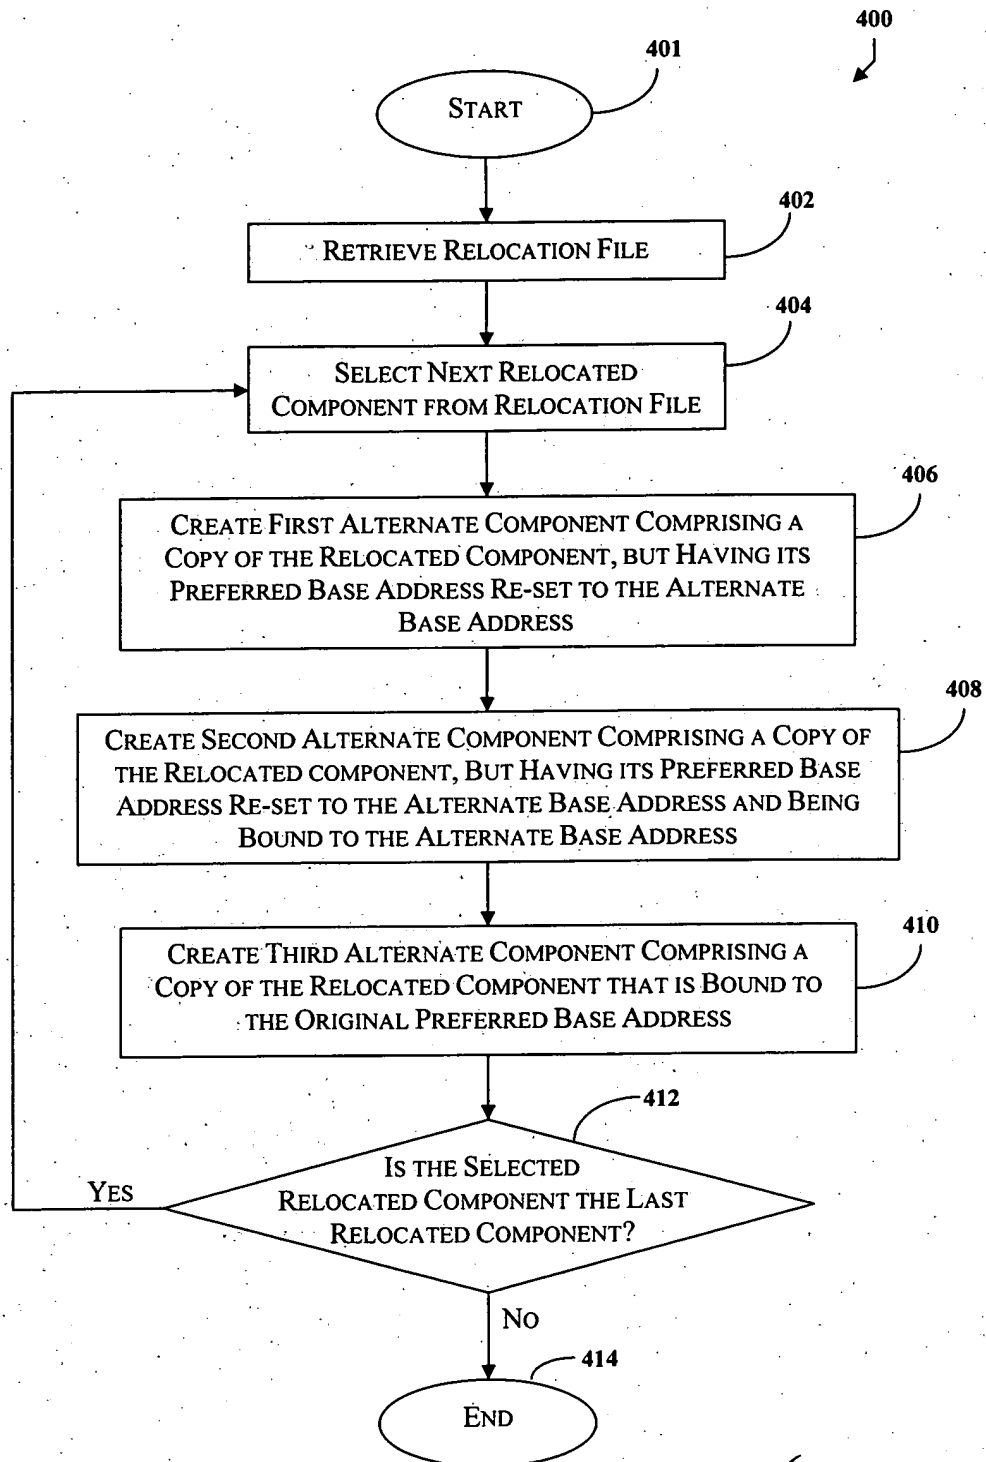 400
401
START
402
RETRIEVE RELOCATION FILE
404
SELECT NEXT RELOCATED
COMPONENT FROM RELOCATION FILE
406
CREATE FIRST ALTERNATE COMPONENT COMPRISING A
COPY OF THE RELOCATED COMPONENT, BUT HAVING ITS
PREFERRED BASE ADDRESS RE-SET TO THE ALTERNATE
BASE ADDRESS
408
CREATE SECOND ALTERNATE COMPONENT COMPRISING A COPY OF
THE RELOCATED COMPONENT, BUT HAVING ITS PREFERRED BASE
ADDRESS RE-SET TO THE ALTERNATE BASE ADDRESS AND BEING
BOUND TO THE ALTERNATE BASE ADDRESS
410
CREATE THIRD ALTERNATE COMPONENT COMPRISING A
COPY OF THE RELOCATED COMPONENT THAT IS BOUND TO
THE ORIGINAL PREFERRED BASE ADDRESS
412
IS THE SELECTED
RELOCATED COMPONENT THE LAST
RELOCATED COMPONENT?
YES
NO
414
END